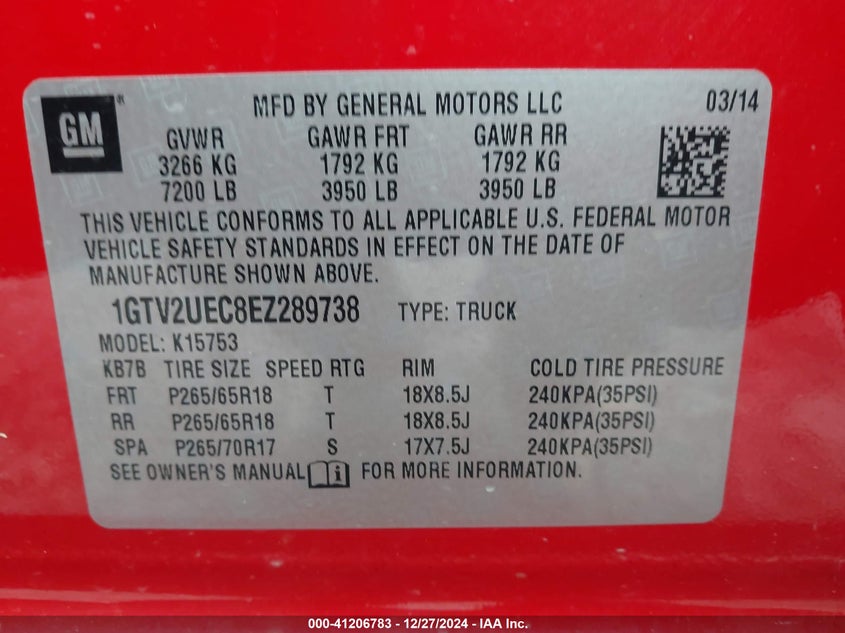 GM
MFD BY GENERAL MOTORS LLC 03/14
GVWR GAWR FRT GAWR RR
3266 KG 1792 KG 1792 KG
7200 LB 3950 LB 3950 LB
THIS VEHICLE CONFORMS TO ALL APPLICABLE U.S. FEDERAL MOTOR
VEHICLE SAFETY STANDARDS IN EFFECT ON THE DATE OF
MANUFACTURE SHOWN ABOVE.
1GTV2UEC8EZ289738 TYPE: TRUCK
MODEL: K15753
KB7B TIRE SIZE SPEED RTG RIM COLD TIRE PRESSURE
FRT P265/65R18 T 18X8.5J 240KPA(35PSI)
RR P265/65R18 T 18X8.5J 240KPA(35PSI)
SPA P265/70R17 S 17X7.5J 240KPA(35PSI)
SEE OWNER'S MANUAL i FOR MORE INFORMATION.
000-41206783 - 12/27/2024 - IAA Inc.